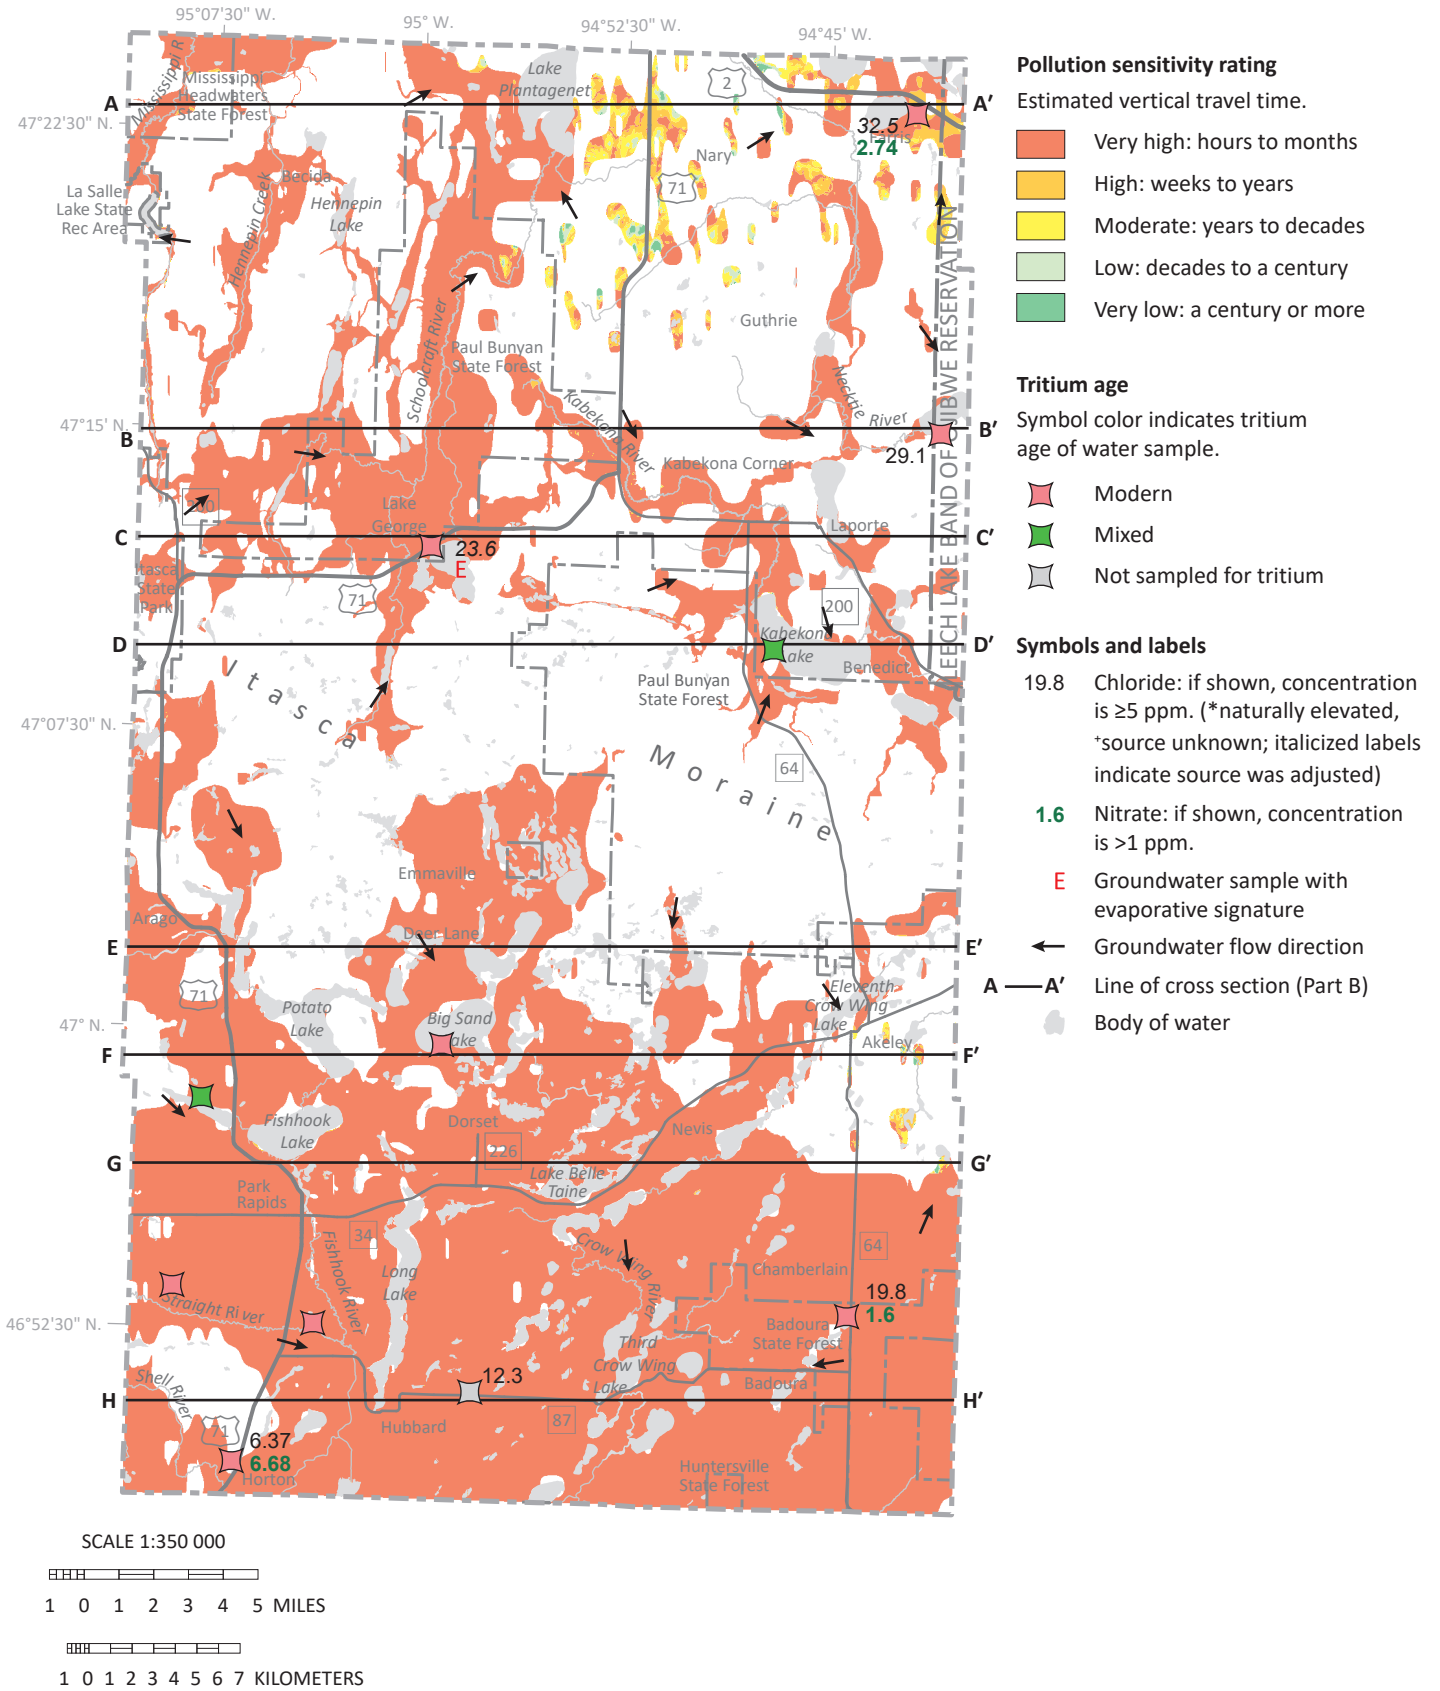 95°07'30" W.
95° W.
94°52'30" W.
94°45' W.
Mississippi R
Mississippi
Headwaters
State Forest
Lake
Plantagenet
2
A
A′
47°22'30" N.
32.5
2.74
Farris
Nary
71
La Salle
Lake State
Rec Area
Becida
Hennepin
Lake
Hennepin Creek
Schoolcraft River
Guthrie
Paul Bunyan
State Forest
Necktie
River
Kabekona River
LEECH LAKE BAND OF OJIBWE RESERVATION
47°15' N.
B
B′
29.1
Kabekona Corner
200
Lake
George
Laporte
C
C′
23.6
E
Itasca
State
Park
71
200
Kabekona
Lake
D
D′
Benedict
Paul Bunyan
State Forest
Itasca
Moraine
47°07'30" N.
64
Emmaville
Arago
Deer Lane
E
E′
71
Potato
Lake
Big Sand
Lake
Eleventh
Crow Wing
Lake
47° N.
Akeley
F
F′
Fishhook
Lake
Dorset
Nevis
226
G
G′
Lake Belle
Taine
Park
Rapids
34
Fishhook River
Long
Lake
Crow Wing River
64
Chamberlain
Straight River
19.8
1.6
46°52'30" N.
Badoura
State Forest
Third
Crow Wing
Lake
Shell River
12.3
Badoura
H
H′
Hubbard
87
71
6.37
6.68
Horton
Huntersville
State Forest
SCALE 1:350 000
1 0 1 2 3 4 5 MILES
1 0 1 2 3 4 5 6 7 KILOMETERS
Pollution sensitivity rating
Estimated vertical travel time.
Very high: hours to months
High: weeks to years
Moderate: years to decades
Low: decades to a century
Very low: a century or more
Tritium age
Symbol color indicates tritium
age of water sample.
Modern
Mixed
Not sampled for tritium
Symbols and labels
19.8 Chloride: if shown, concentration
is ≥5 ppm. (*naturally elevated,
⁺source unknown; italicized labels
indicate source was adjusted)
1.6 Nitrate: if shown, concentration
is >1 ppm.
E Groundwater sample with
evaporative signature
Groundwater flow direction
A A′ Line of cross section (Part B)
Body of water